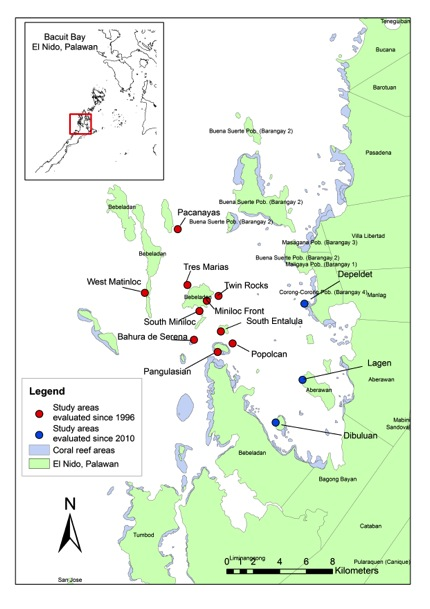 Bacuit Bay
El Nido, Palawan
Teneguiban
Bucana
Barotuan
Buena Suerte Pob. (Barangay 2)
Pasadena
Bebeladan
Buena Suerte Pob. (Barangay 2)
Pacanayas
Buena Suerte Pob. (Barangay 2)
Villa Libertad
Masagana Pob. (Barangay 3)
Buena Suerte Pob. (Barangay 2)
Maligaya Pob. (Barangay 1)
Bebeladan
Tres Marias
Depeldet
West Matinloc
Twin Rocks
Corong-Corong Pob. (Barangay 4)
Manlag
Bebeladan
Miniloc Front
South Miniloc
South Entalula
Bahura de Serena
Popolcan
Pangulasian
Lagen
Aberawan
Aberawan
Legend
Study areas
evaluated since 1996
Study areas
evaluated since 2010
Coral reef areas
El Nido, Palawan
Mabini
Sandoval
Dibuluan
Bebeladan
Bagong Bayan
N
Cataban
Tumbod
Liminangcong
Pularaquen (Canique)
0 2 4 6 8
Kilometers
San Jose